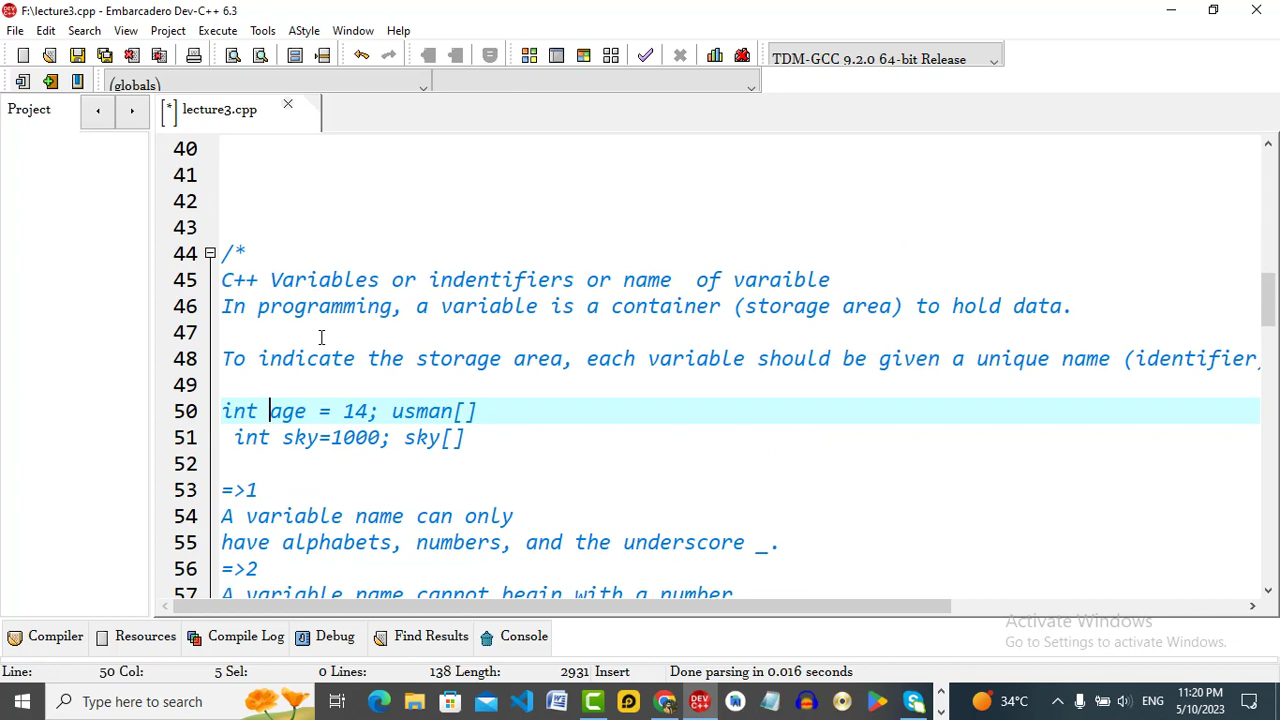 F:\lecture3.cpp - Embarcadero Dev-C++ 6.3
File Edit Search View Project Execute Tools AStyle Window Help
TDM-GCC 9.2.0 64-bit Release
(globals)
Project
[*] lecture3.cpp
40
41
42
43
44 /*
45 C++ Variables or indentifiers or name of varaible
46 In programming, a variable is a container (storage area) to hold data.
47
48 To indicate the storage area, each variable should be given a unique name (identifier)
49
50 int age = 14; usman[]
51 int sky=1000; sky[]
52
53 =>1
54 A variable name can only
55 have alphabets, numbers, and the underscore _.
56 =>2
57 A variable name cannot begin with a number
Activate Windows
Go to Settings to activate Windows.
Compiler Resources Compile Log Debug Find Results Console
Line: 50 Col: 5 Sel: 0 Lines: 138 Length: 2931 Insert Done parsing in 0.016 seconds
Type here to search
34°C ENG 11:20 PM
5/10/2023